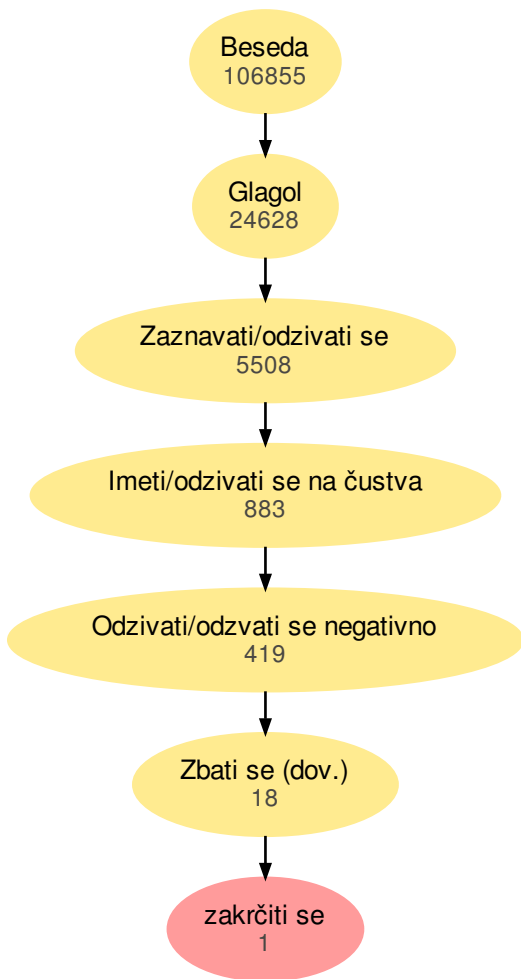 Beseda
106855
Glagol
24628
Zaznavati/odzivati se
5508
Imeti/odzivati se na čustva
883
Odzivati/odzvati se negativno
419
Zbati se (dov.)
18
zakrčiti se
1